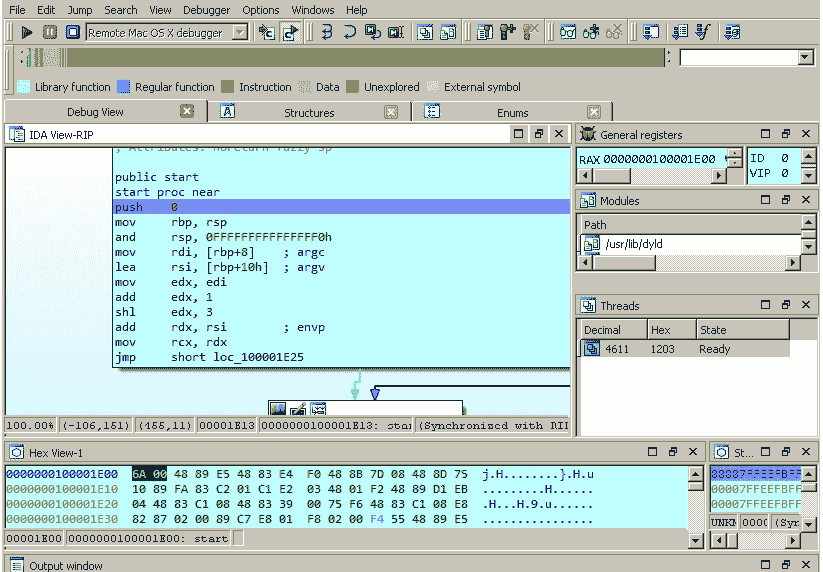 File Edit Jump Search View Debugger Options Windows Help
Remote Mac OS X debugger
Library function Regular function Instruction Data Unexplored External symbol
Debug View Structures Enums
IDA View-RIP
; Attributes: noreturn fuzzy-sp
public start
start proc near
push 0
mov rbp, rsp
and rsp, 0FFFFFFFFFFFFFFF0h
mov rdi, [rbp+8] ; argc
lea rsi, [rbp+10h] ; argv
mov edx, edi
add edx, 1
shl edx, 3
add rdx, rsi ; envp
mov rcx, rdx
jmp short loc_100001E25
100.00% (-106,151) (455,11) 00001E13 0000000100001E13: star (Synchronized with RI
General registers
RAX 0000000100001E00
ID 0
VIP 0
Modules
Path
/usr/lib/dyld
Threads
Decimal Hex State
4611 1203 Ready
Hex View-1
0000000100001E00 6A 00 48 89 E5 48 83 E4 F0 48 8B 7D 08 48 8D 75 j.H........}.H.u
0000000100001E10 10 89 FA 83 C2 01 C1 E2 03 48 01 F2 48 89 D1 EB .........H......
0000000100001E20 04 48 83 C1 08 48 83 39 00 75 F6 48 83 C1 08 E8 .H...H.9.u......
0000000100001E30 82 87 02 00 89 C7 E8 01 F8 02 00 F4 55 48 89 E5
00001E00 0000000100001E00: start
St...
00007FFEEFBFF
00007FFEEFBFF
UNKN 0000 (Syn
Output window